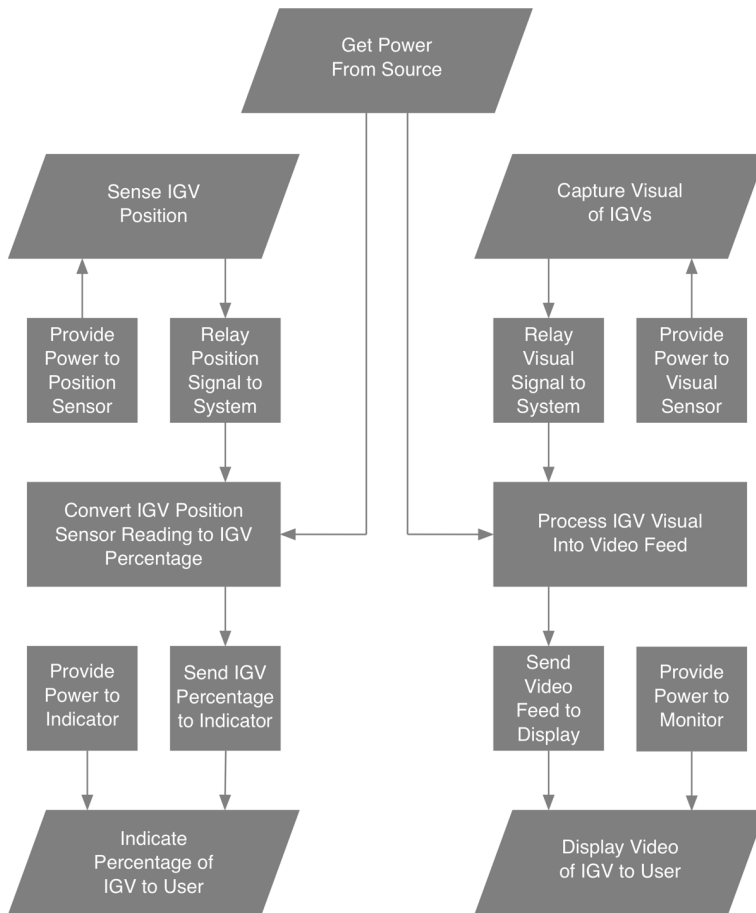 Get Power
From Source
Sense IGV
Position
Capture Visual
of IGVs
Provide
Power to
Position
Sensor
Relay
Position
Signal to
System
Relay
Visual
Signal to
System
Provide
Power to
Visual
Sensor
Convert IGV Position
Sensor Reading to IGV
Percentage
Process IGV Visual
Into Video Feed
Provide
Power to
Indicator
Send IGV
Percentage
to Indicator
Send
Video
Feed to
Display
Provide
Power to
Monitor
Indicate
Percentage of
IGV to User
Display Video
of IGV to User